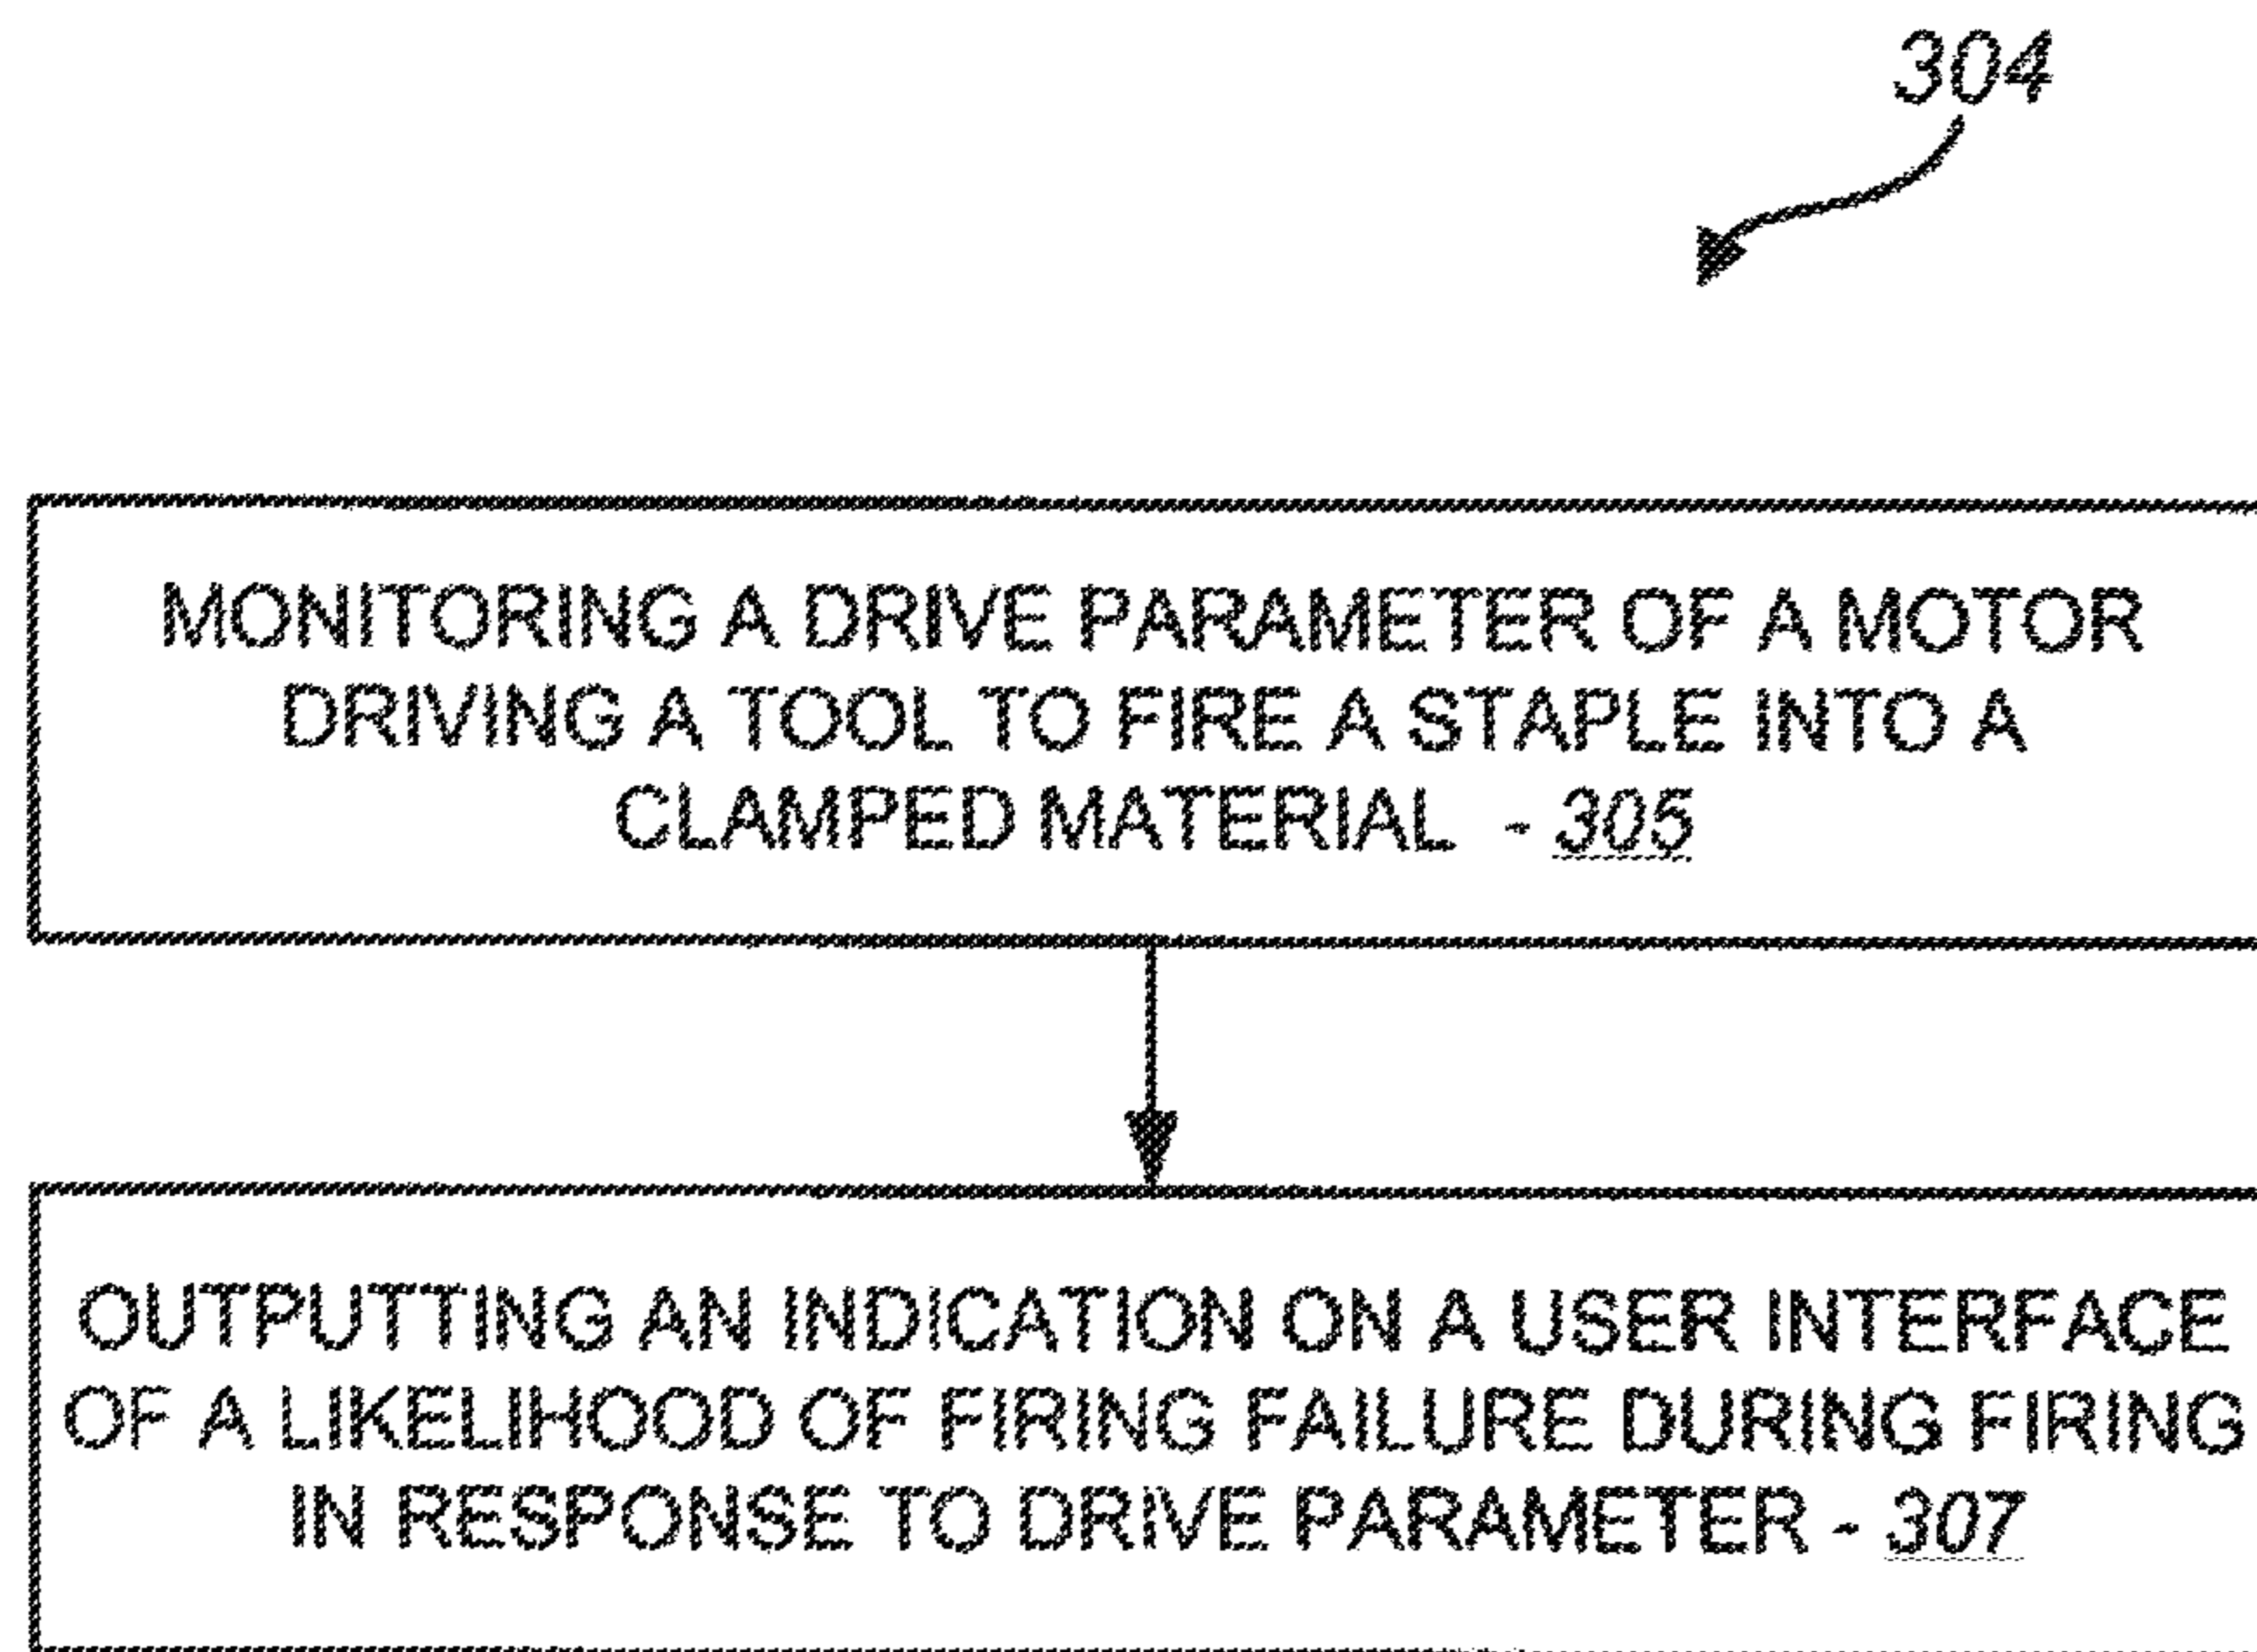 304
MONITORING A DRIVE PARAMETER OF A MOTOR
DRIVING A TOOL TO FIRE A STAPLE INTO A
CLAMPED MATERIAL - 305
OUTPUTTING AN INDICATION ON A USER INTERFACE
OF A LIKELIHOOD OF FIRING FAILURE DURING FIRING
IN RESPONSE TO DRIVE PARAMETER - 307